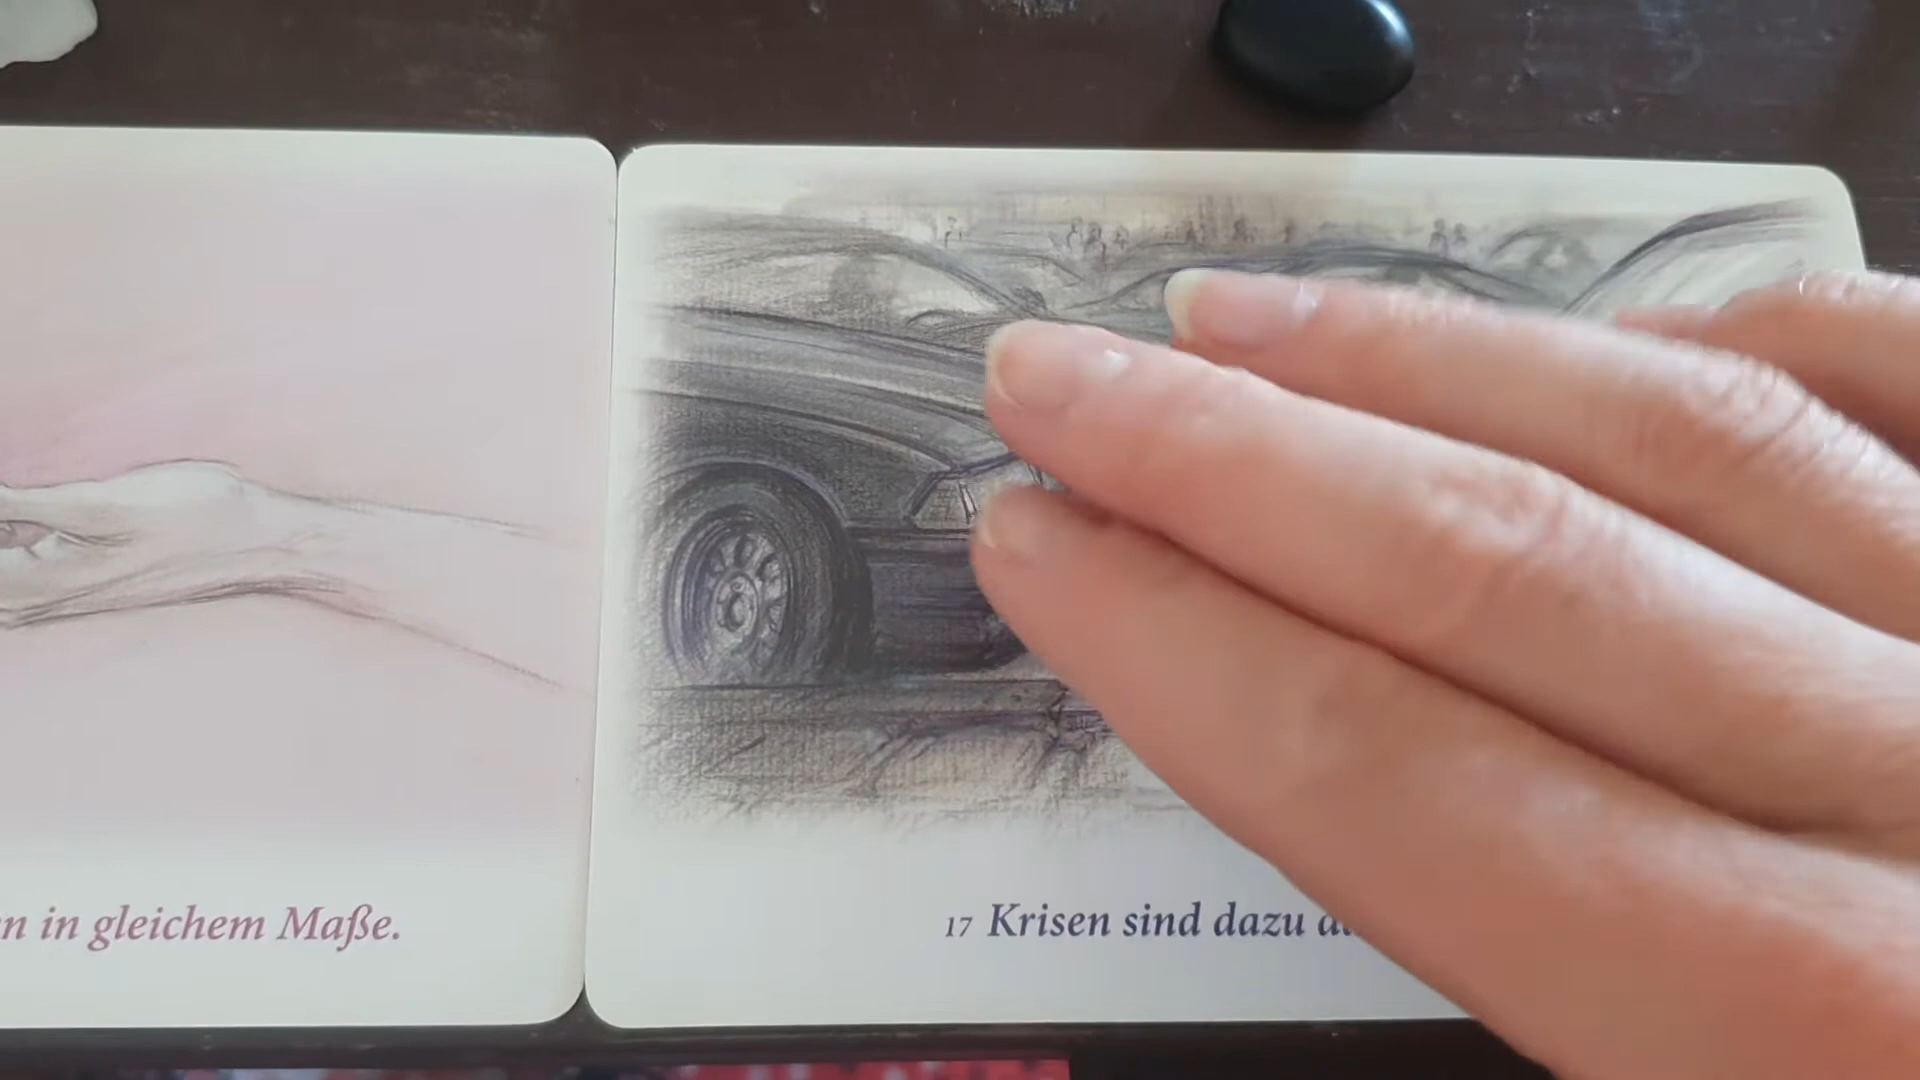 in gleichem Maße.
17 Krisen sind dazu